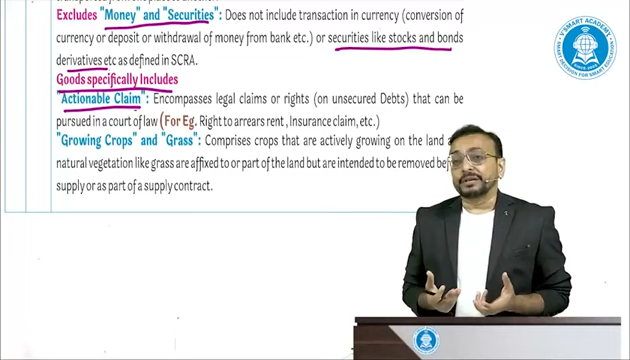 Excludes "Money" and "Securities": Does not include transaction in currency (conversion of
currency or deposit or withdrawal of money from bank etc.) or securities like stocks and bonds
derivatives etc as defined in SCRA.
Goods specifically Includes
"Actionable Claim": Encompasses legal claims or rights (on unsecured Debts) that can be
pursued in a court of law (For Eg. Right to arrears rent, Insurance claim, etc.)
"Growing Crops" and "Grass": Comprises crops that are actively growing on the land
natural vegetation like grass are affixed to or part of the land but are intended to be removed
supply or as part of a supply contract.
V'SMART ACADEMY